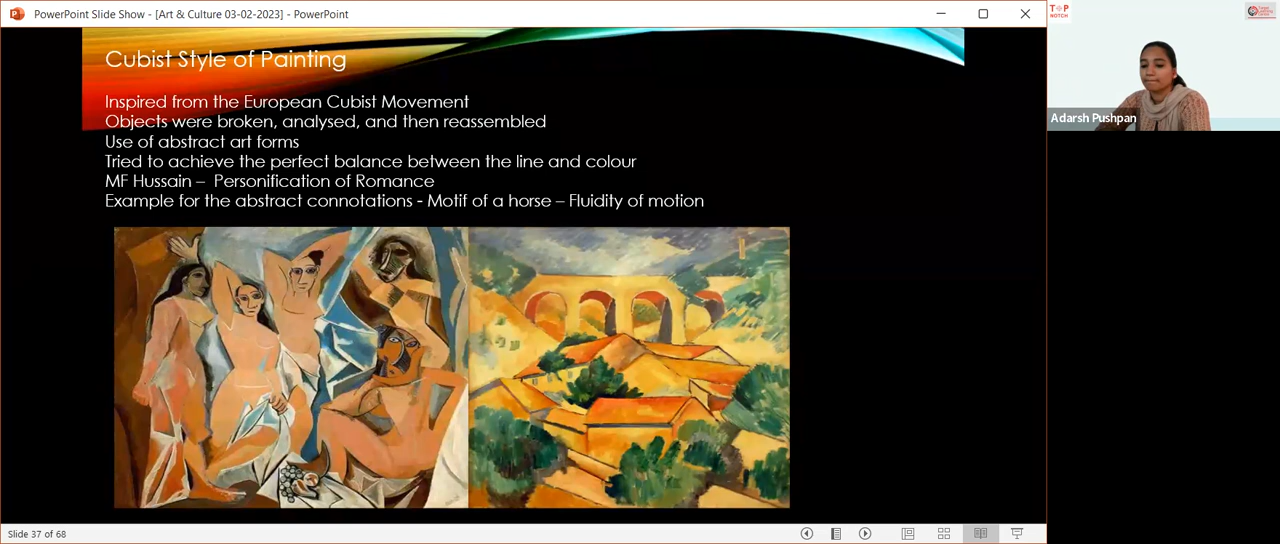 PowerPoint Slide Show - [Art & Culture 03-02-2023] - PowerPoint
T P
NOTCH
Adarsh Pushpan
Cubist Style of Painting
Inspired from the European Cubist Movement
Objects were broken, analysed, and then reassembled
Use of abstract art forms
Tried to achieve the perfect balance between the line and colour
MF Hussain – Personification of Romance
Example for the abstract connotations - Motif of a horse – Fluidity of motion
Slide 37 of 68